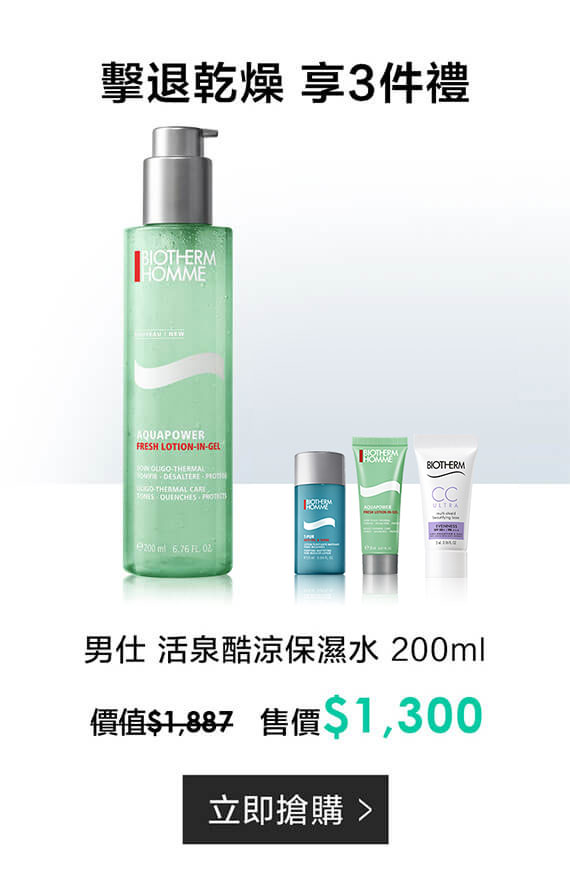 擊退乾燥 享3件禮
BIOTHERM
HOMME
NOUVEAU / NEW
AQUAPOWER
FRESH LOTION-IN-GEL
SOIN OLIGO-THERMAL
TONIFIE - DÉSALTÈRE - PROTÈGE
OLIGO-THERMAL CARE
TONES - QUENCHES - PROTECTS
℮200 ml 6.76 FL. OZ.
BIOTHERM
HOMME
T-PUR
BIOTHERM
HOMME
AQUAPOWER
FRESH LOTION-IN-GEL
BIOTHERM
CC
ULTRA
EVENNESS
男仕 活泉酷涼保濕水 200ml
價值$1,887 售價$1,300
立即搶購 >